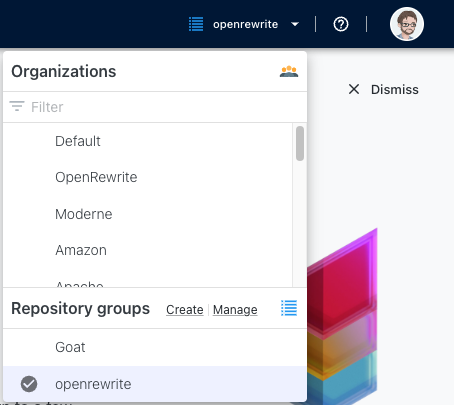 openrewrite
Organizations
Filter
Dismiss
Default
OpenRewrite
Moderne
Amazon
Apache
Repository groups Create | Manage
Goat
openrewrite